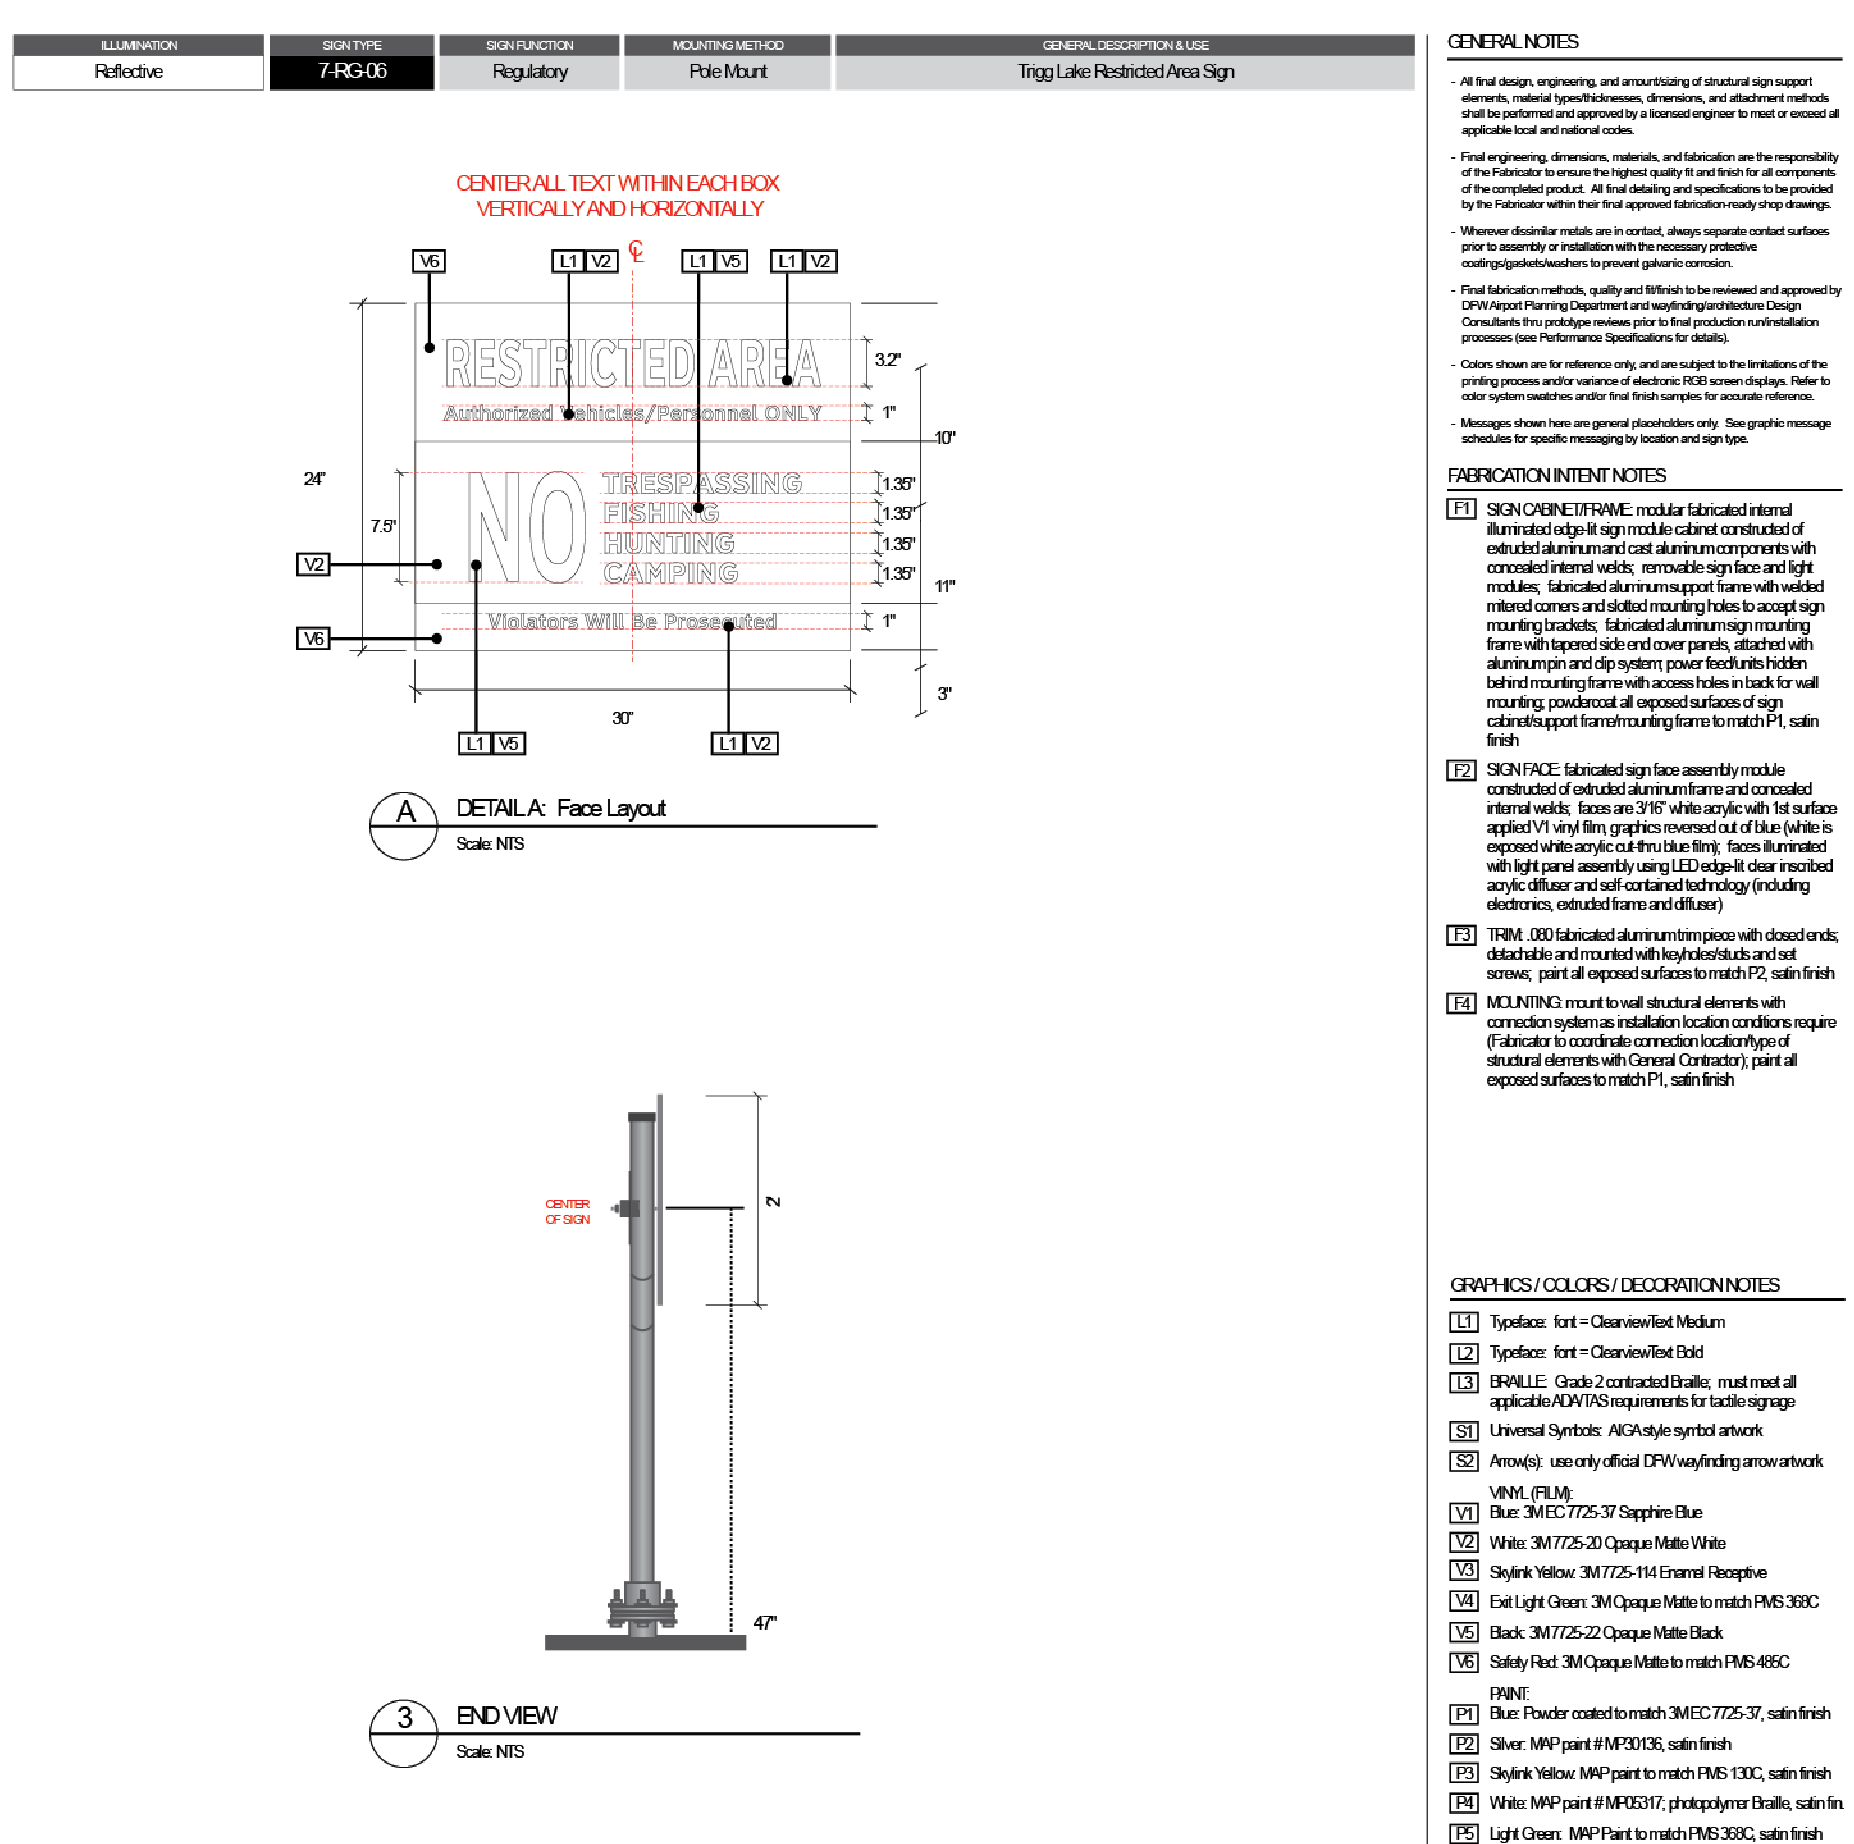 ILLUMINATION
Reflective
SIGN TYPE
7-RG-06
SIGN FUNCTION
Regulatory
MOUNTING METHOD
Pole Mount
GENERAL DESCRIPTION & USE
Trigg Lake Restricted Area Sign
CENTER ALL TEXT WITHIN EACH BOX
VERTICALLY AND HORIZONTALLY
CL
V6
L1 V2
L1 V5
L1 V2
RESTRICTED AREA
3.2"
Authorized Vehicles/Personnel ONLY
1"
10"
24"
7.5"
NO
TRESPASSING
1.35"
FISHING
1.35"
HUNTING
1.35"
CAMPING
1.35"
11"
V2
Violators Will Be Prosecuted
1"
V6
3"
30"
L1 V5
L1 V2
A
DETAIL A: Face Layout
Scale: NTS
CENTER
OF SIGN
2'
47"
3
END VIEW
Scale: NTS
GENERAL NOTES
- All final design, engineering, and amount/sizing of structural sign support
elements, material types/thicknesses, dimensions, and attachment methods
shall be performed and approved by a licensed engineer to meet or exceed all
applicable local and national codes.
- Final engineering, dimensions, materials, and fabrication are the responsibility
of the Fabricator to ensure the highest quality fit and finish for all components
of the completed product. All final detailing and specifications to be provided
by the Fabricator within their final approved fabrication-ready shop drawings.
- Wherever dissimilar metals are in contact, always separate contact surfaces
prior to assembly or installation with the necessary protective
coatings/gaskets/washers to prevent galvanic corrosion.
- Final fabrication methods, quality and fit/finish to be reviewed and approved by
DFW Airport Planning Department and wayfinding/architecture Design
Consultants thru prototype reviews prior to final production run/installation
processes (see Performance Specifications for details).
- Colors shown are for reference only, and are subject to the limitations of the
printing process and/or variance of electronic RGB screen displays. Refer to
color system swatches and/or final finish samples for accurate reference.
- Messages shown here are general placeholders only. See graphic message
schedules for specific messaging by location and sign type.
FABRICATION INTENT NOTES
F1 SIGN CABINET/FRAME: modular fabricated internal
illuminated edge-lit sign module cabinet constructed of
extruded aluminum and cast aluminum components with
concealed internal welds; removable sign face and light
modules; fabricated aluminum support frame with welded
mitered corners and slotted mounting holes to accept sign
mounting brackets; fabricated aluminum sign mounting
frame with tapered side end cover panels, attached with
aluminum pin and clip system; power feed/units hidden
behind mounting frame with access holes in back for wall
mounting; powdercoat all exposed surfaces of sign
cabinet/support frame/mounting frame to match P1, satin
finish
F2 SIGN FACE: fabricated sign face assembly module
constructed of extruded aluminum frame and concealed
internal welds; faces are 3/16" white acrylic with 1st surface
applied V1 vinyl film, graphics reversed out of blue (white is
exposed white acrylic cut-thru blue film); faces illuminated
with light panel assembly using LED edge-lit clear inscribed
acrylic diffuser and self-contained technology (including
electronics, extruded frame and diffuser)
F3 TRIM: .080 fabricated aluminum trim piece with closed ends;
detachable and mounted with keyholes/studs and set
screws; paint all exposed surfaces to match P2, satin finish
F4 MOUNTING: mount to wall structural elements with
connection system as installation location conditions require
(Fabricator to coordinate connection location/type of
structural elements with General Contractor); paint all
exposed surfaces to match P1, satin finish
GRAPHICS / COLORS / DECORATION NOTES
L1 Typeface: font = ClearviewText Medium
L2 Typeface: font = ClearviewText Bold
L3 BRAILLE: Grade 2 contracted Braille; must meet all
applicable ADA/TAS requirements for tactile signage
S1 Universal Symbols: AIGA style symbol artwork
S2 Arrow(s): use only official DFW wayfinding arrow artwork
VINYL (FILM):
V1 Blue: 3M EC 7725-37 Sapphire Blue
V2 White: 3M 7725-20 Opaque Matte White
V3 Skylink Yellow: 3M 7725-114 Enamel Receptive
V4 Exit Light Green: 3M Opaque Matte to match PMS 368C
V5 Black: 3M 7725-22 Opaque Matte Black
V6 Safety Red: 3M Opaque Matte to match PMS 485C
PAINT:
P1 Blue: Powder coated to match 3M EC 7725-37, satin finish
P2 Silver: MAP paint # MP30136, satin finish
P3 Skylink Yellow: MAP paint to match PMS 130C, satin finish
P4 White: MAP paint # MP05317; photopolymer Braille, satin fin.
P5 Light Green: MAP Paint to match PMS 368C, satin finish